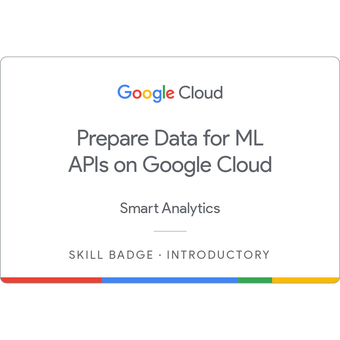 Google Cloud
Prepare Data for ML
APIs on Google Cloud
Smart Analytics
SKILL BADGE · INTRODUCTORY